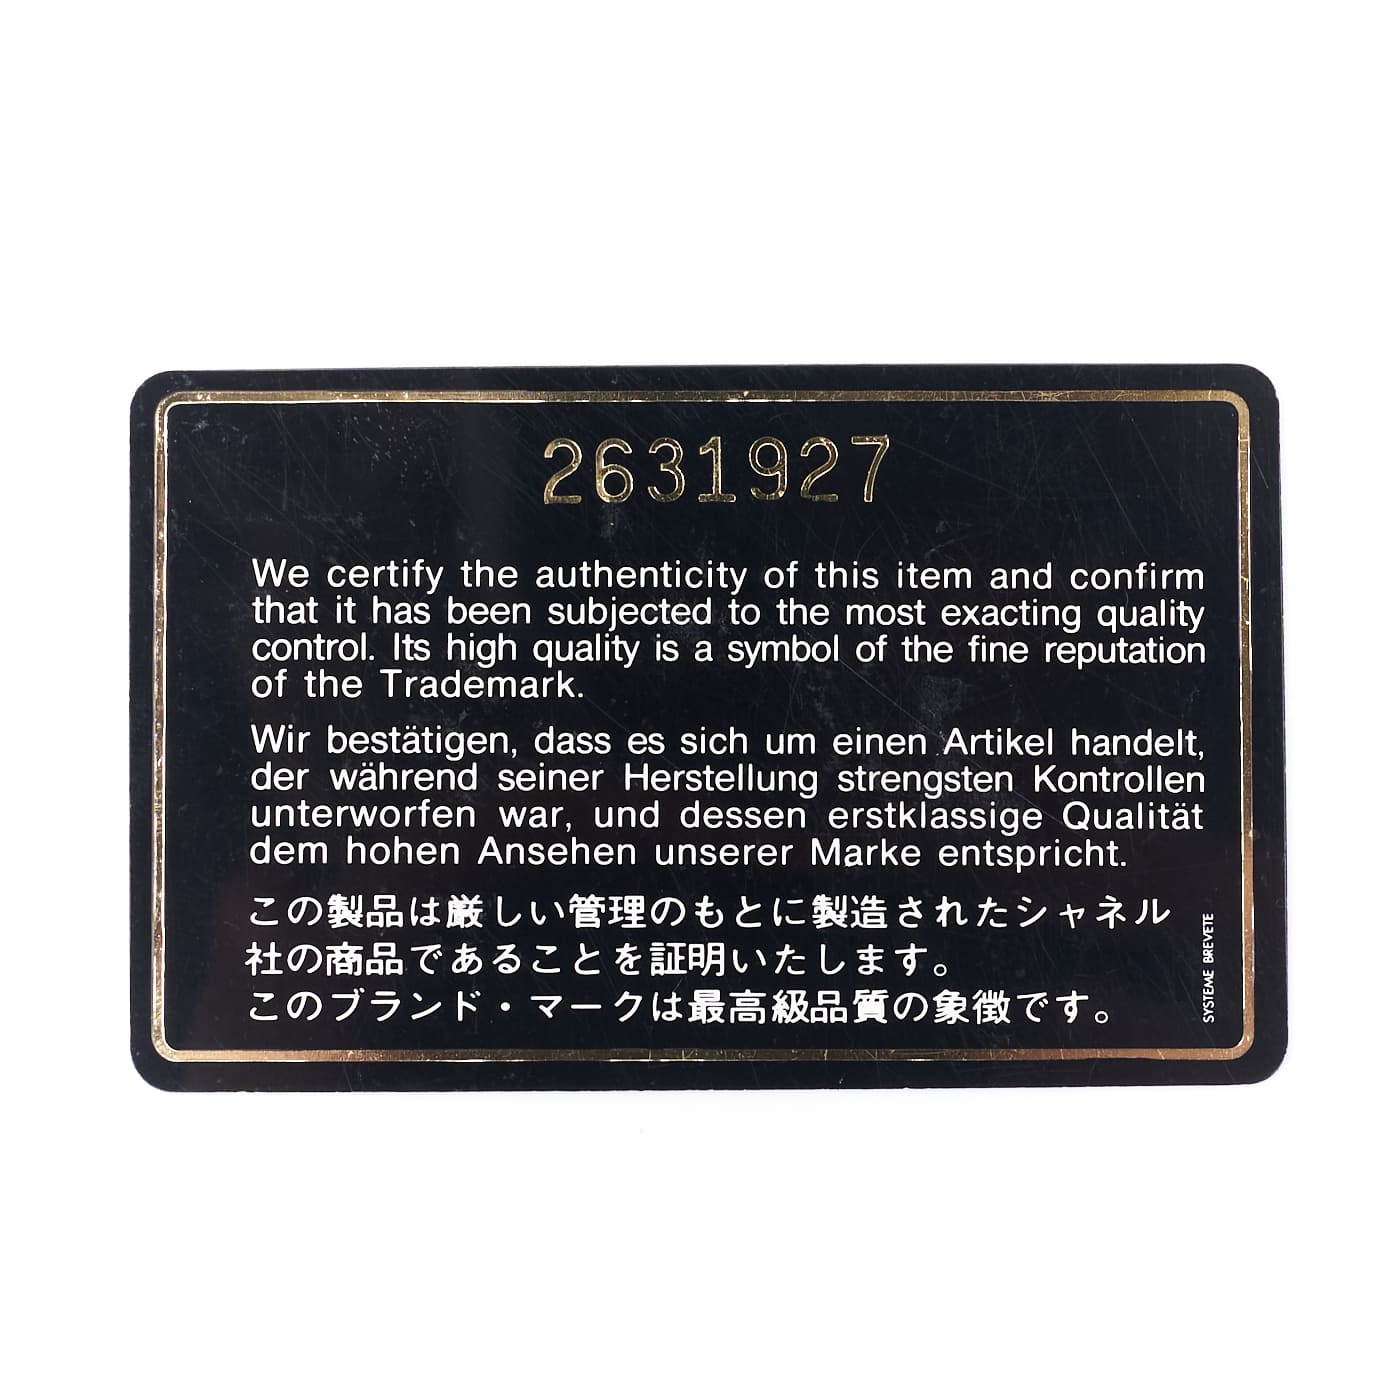 2631927
We certify the authenticity of this item and confirm
that it has been subjected to the most exacting quality
control. Its high quality is a symbol of the fine reputation
of the Trademark.
Wir bestätigen, dass es sich um einen Artikel handelt,
der während seiner Herstellung strengsten Kontrollen
unterworfen war, und dessen erstklassige Qualität
dem hohen Ansehen unserer Marke entspricht.
この製品は厳しい管理のもとに製造されたシャネル
社の商品であることを証明いたします。
このブランド・マークは最高級品質の象徴です。
SYSTEME BREVETE